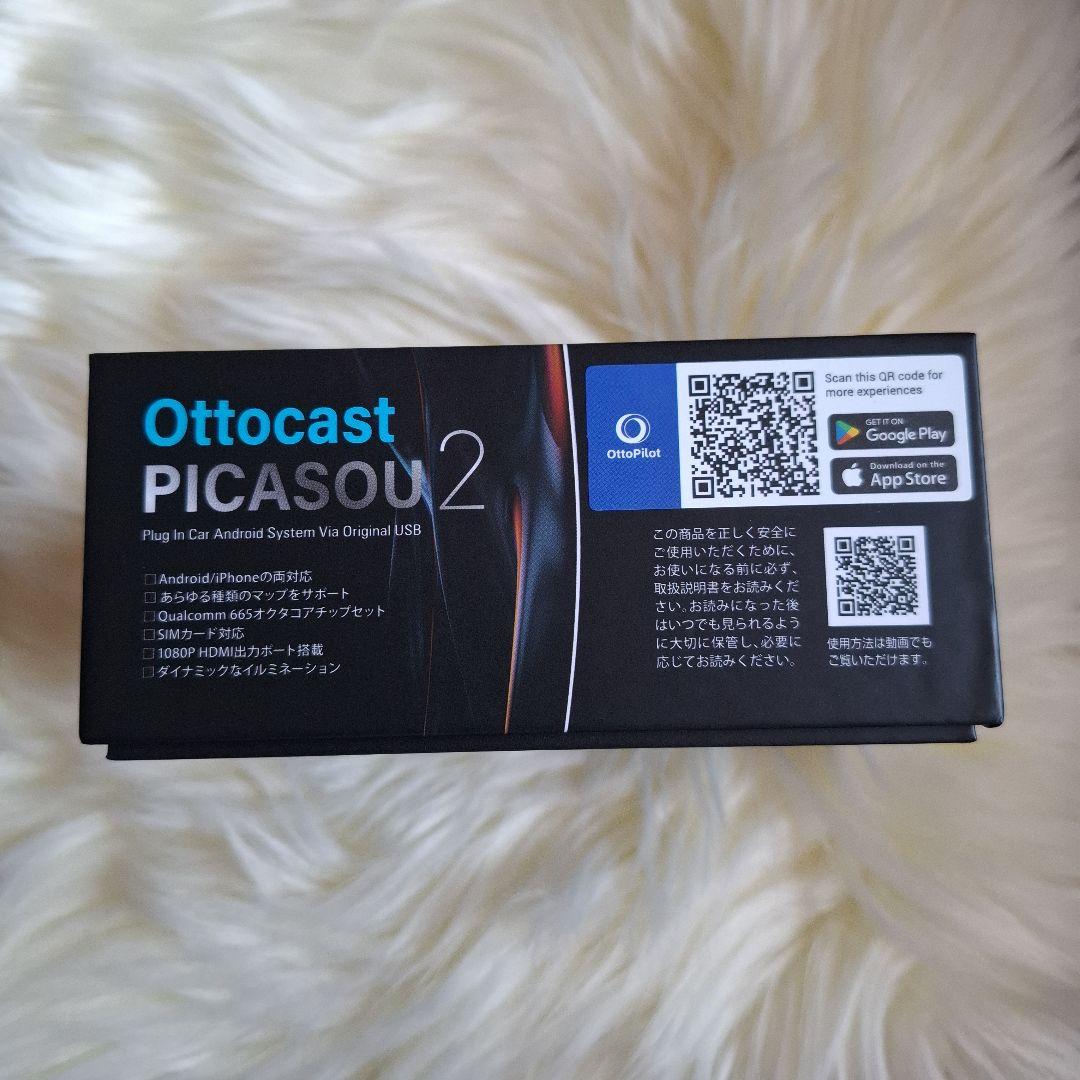 Ottocast
PICASOU 2
Plug In Car Android System Via Original USB
□Android/iPhoneの両対応
□あらゆる種類のマップをサポート
□Qualcomm 665オクタコアチップセット
□SIMカード対応
□1080P HDMI出力ポート搭載
□ダイナミックなイルミネーション
OttoPilot
Scan this QR code for
more experiences
GET IT ON
Google Play
Download on the
App Store
この商品を正しく安全に
ご使用いただくために、
お使いになる前に必ず、
取扱説明書をお読みくだ
さい。お読みになった後
はいつでも見られるよう
に大切に保管し、必要に
応じてお読みください。
使用方法は動画でも
ご覧いただけます。